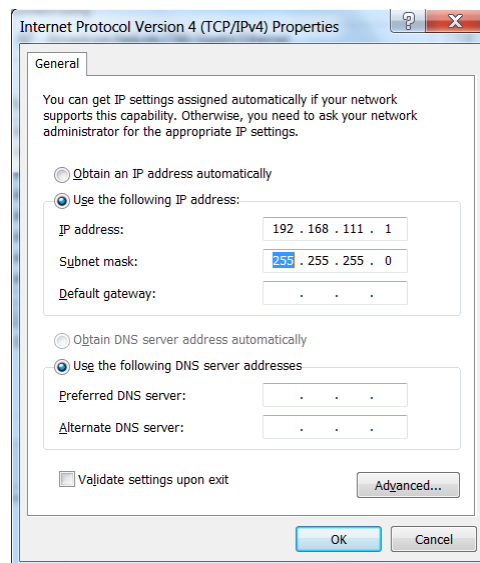 Internet Protocol Version 4 (TCP/IPv4) Properties
General
You can get IP settings assigned automatically if your network
supports this capability. Otherwise, you need to ask your network
administrator for the appropriate IP settings.
Obtain an IP address automatically
Use the following IP address:
IP address: 192 . 168 . 111 . 1
Subnet mask: 255 . 255 . 255 . 0
Default gateway: . . .
Obtain DNS server address automatically
Use the following DNS server addresses
Preferred DNS server: . . .
Alternate DNS server: . . .
Validate settings upon exit
Advanced...
OK Cancel